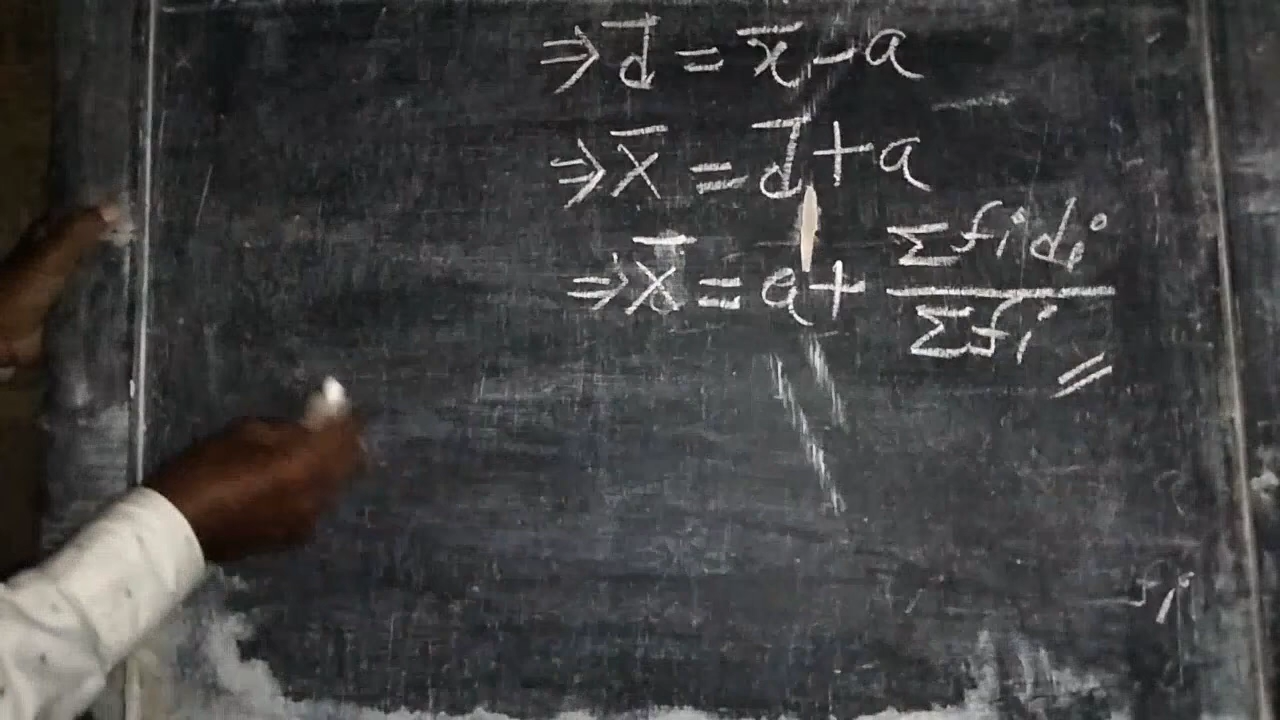 ⇒ d̅ = x̅ - a
⇒ x̅ = d̅ + a
⇒ x̅ = a + Σfidi / Σfi